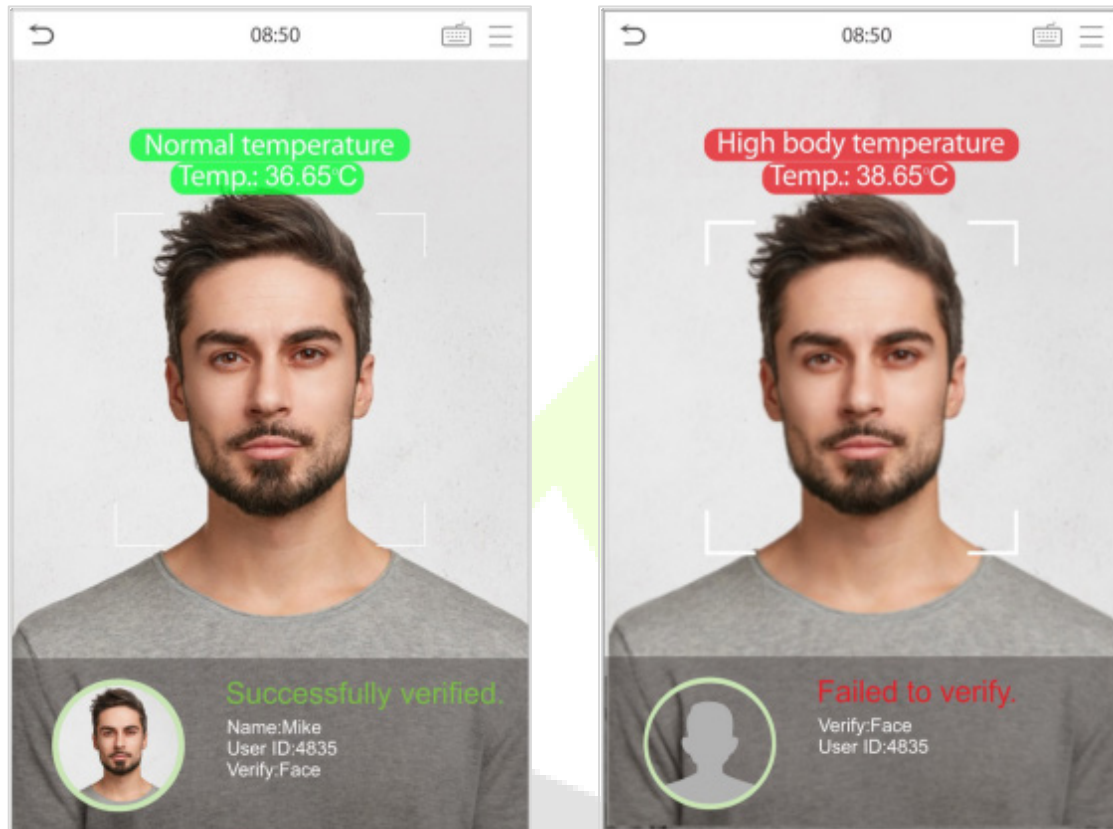 08:50
Normal temperature
Temp.: 36.65°C
Successfully verified.
Name:Mike
User ID:4835
Verify:Face
08:50
High body temperature
Temp.: 38.65°C
Failed to verify.
Verify:Face
User ID:4835